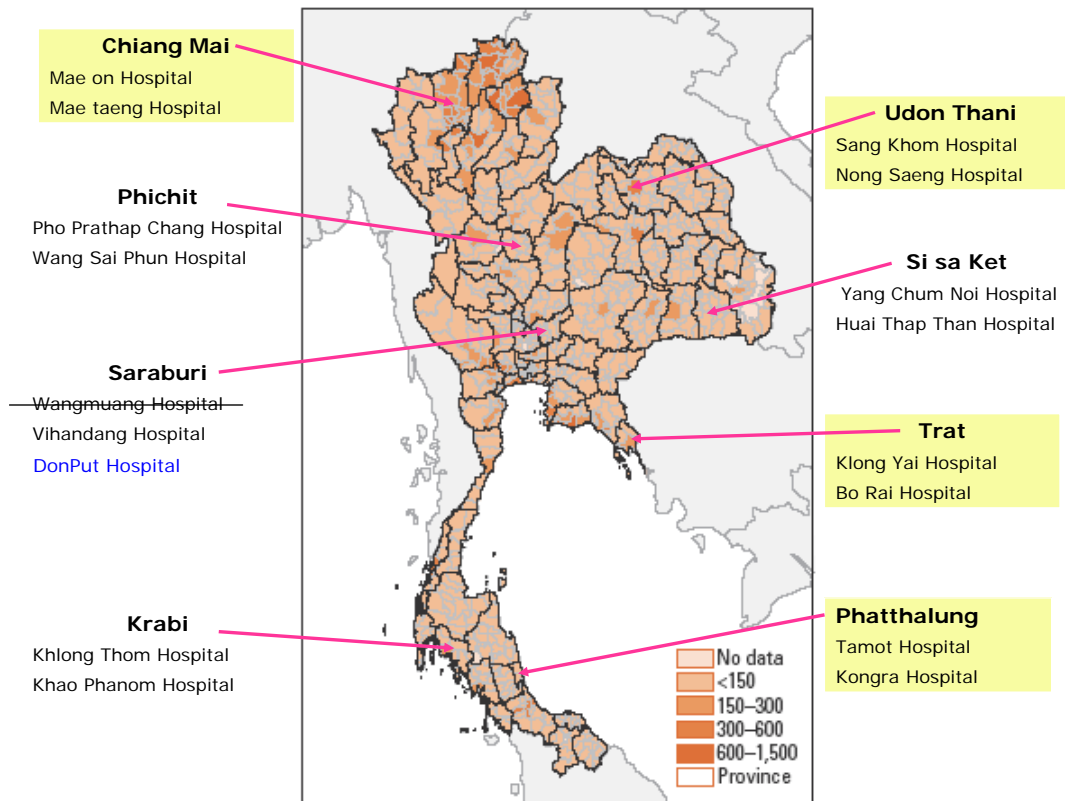 Chiang Mai
Mae on Hospital
Mae taeng Hospital
Phichit
Pho Prathap Chang Hospital
Wang Sai Phun Hospital
Saraburi
Wangmuang Hospital
Vihandang Hospital
DonPut Hospital
Krabi
Khlong Thom Hospital
Khao Phanom Hospital
Udon Thani
Sang Khom Hospital
Nong Saeng Hospital
Si sa Ket
Yang Chum Noi Hospital
Huai Thap Than Hospital
Trat
Klong Yai Hospital
Bo Rai Hospital
Phatthalung
Tamot Hospital
Kongra Hospital
No data
<150
150–300
300–600
600–1,500
Province